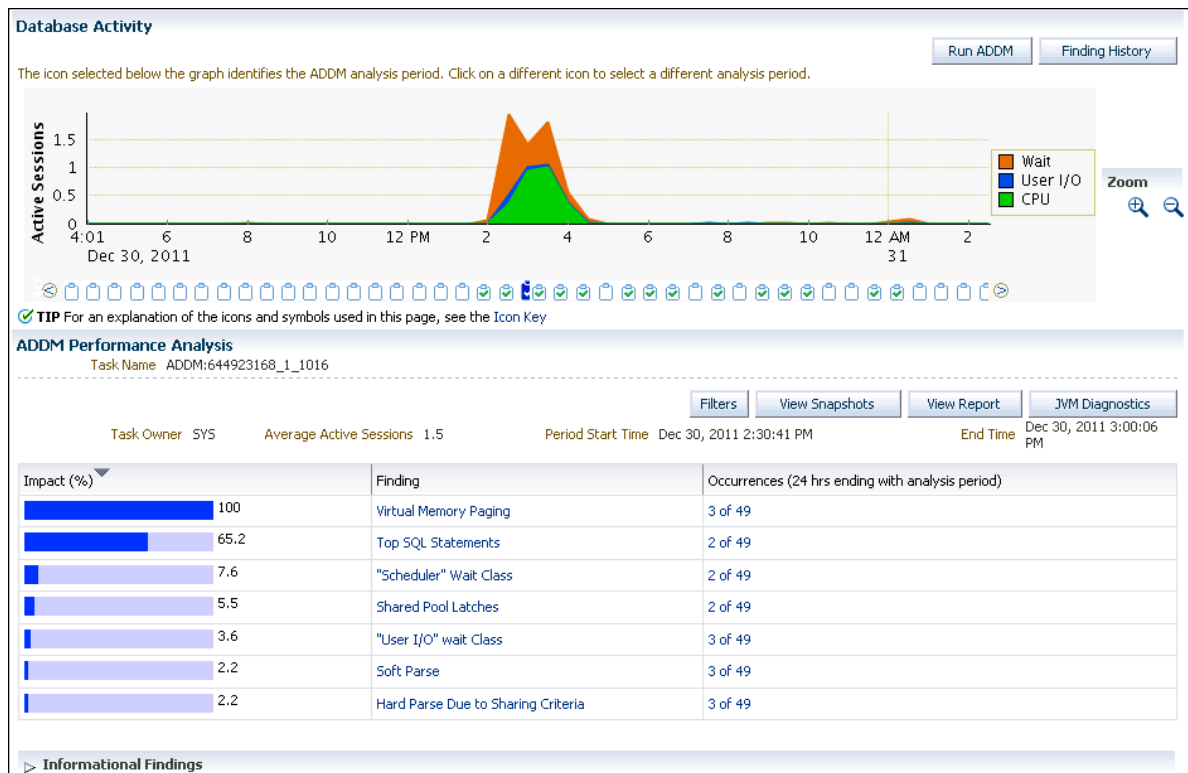 Database Activity
Run ADDM
Finding History
The icon selected below the graph identifies the ADDM analysis period. Click on a different icon to select a different analysis period.
Active Sessions
1.5
1
0.5
0
4:01 6 8 10 12 PM 2 4 6 8 10 12 AM 2
Dec 30, 2011 31
Wait
User I/O
CPU
Zoom
TIP For an explanation of the icons and symbols used in this page, see the Icon Key
ADDM Performance Analysis
Task Name ADDM:644923168_1_1016
Filters View Snapshots View Report JVM Diagnostics
Task Owner SYS Average Active Sessions 1.5 Period Start Time Dec 30, 2011 2:30:41 PM End Time Dec 30, 2011 3:00:06 PM
Impact (%) Finding Occurrences (24 hrs ending with analysis period)
100 Virtual Memory Paging 3 of 49
65.2 Top SQL Statements 2 of 49
7.6 "Scheduler" Wait Class 2 of 49
5.5 Shared Pool Latches 2 of 49
3.6 "User I/O" wait Class 3 of 49
2.2 Soft Parse 3 of 49
2.2 Hard Parse Due to Sharing Criteria 3 of 49
Informational Findings